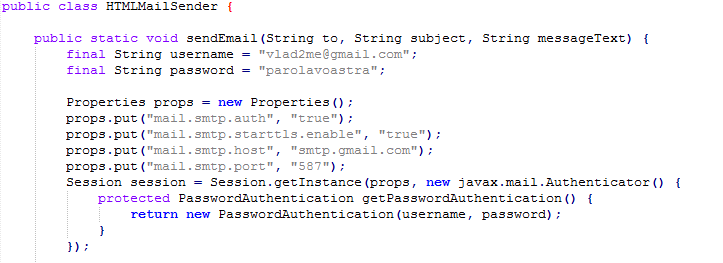 public class HTMLMailSender {
public static void sendEmail(String to, String subject, String messageText) {
final String username = "vlad2me@gmail.com";
final String password = "parolavoastra";
Properties props = new Properties();
props.put("mail.smtp.auth", "true");
props.put("mail.smtp.starttls.enable", "true");
props.put("mail.smtp.host", "smtp.gmail.com");
props.put("mail.smtp.port", "587");
Session session = Session.getInstance(props, new javax.mail.Authenticator() {
protected PasswordAuthentication getPasswordAuthentication() {
return new PasswordAuthentication(username, password);
}
});